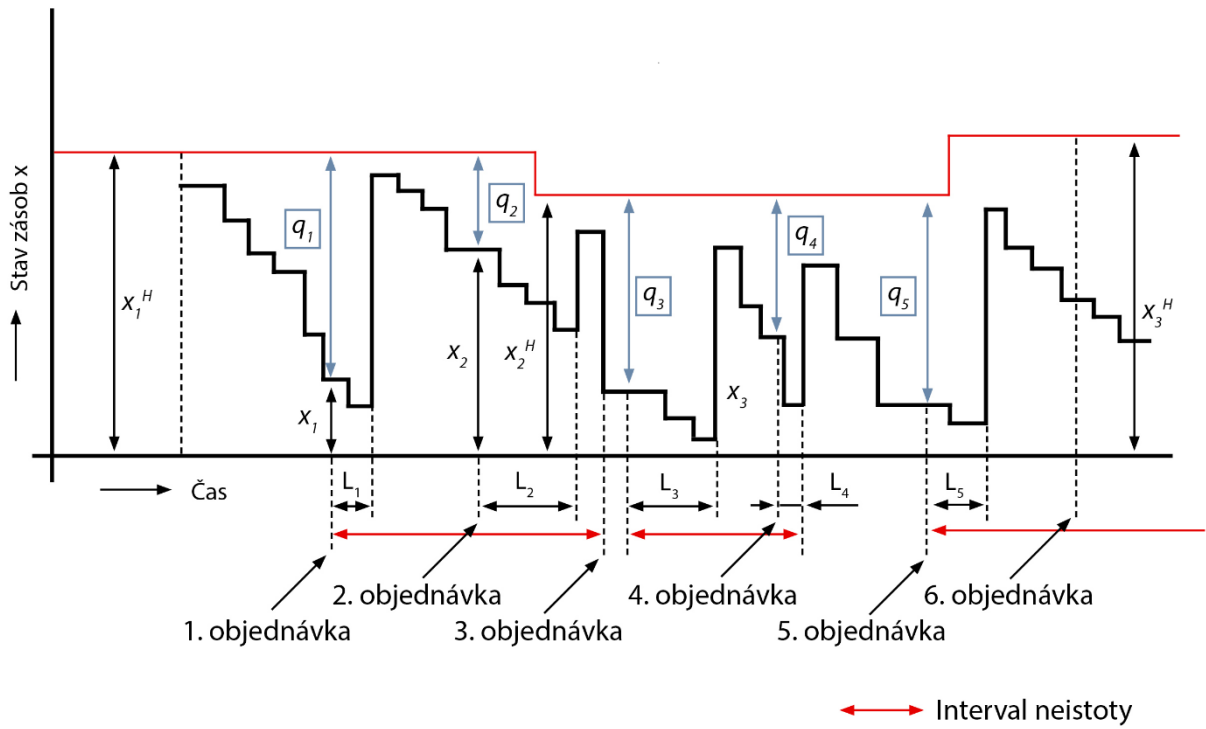 Stav zásob x
x₁ᴴ
q₁
q₂
q₃
q₄
q₅
x₁
x₂
x₂ᴴ
x₃
x₃ᴴ
Čas
L₁
L₂
L₃
L₄
L₅
2. objednávka
4. objednávka
6. objednávka
1. objednávka
3. objednávka
5. objednávka
Interval neistoty